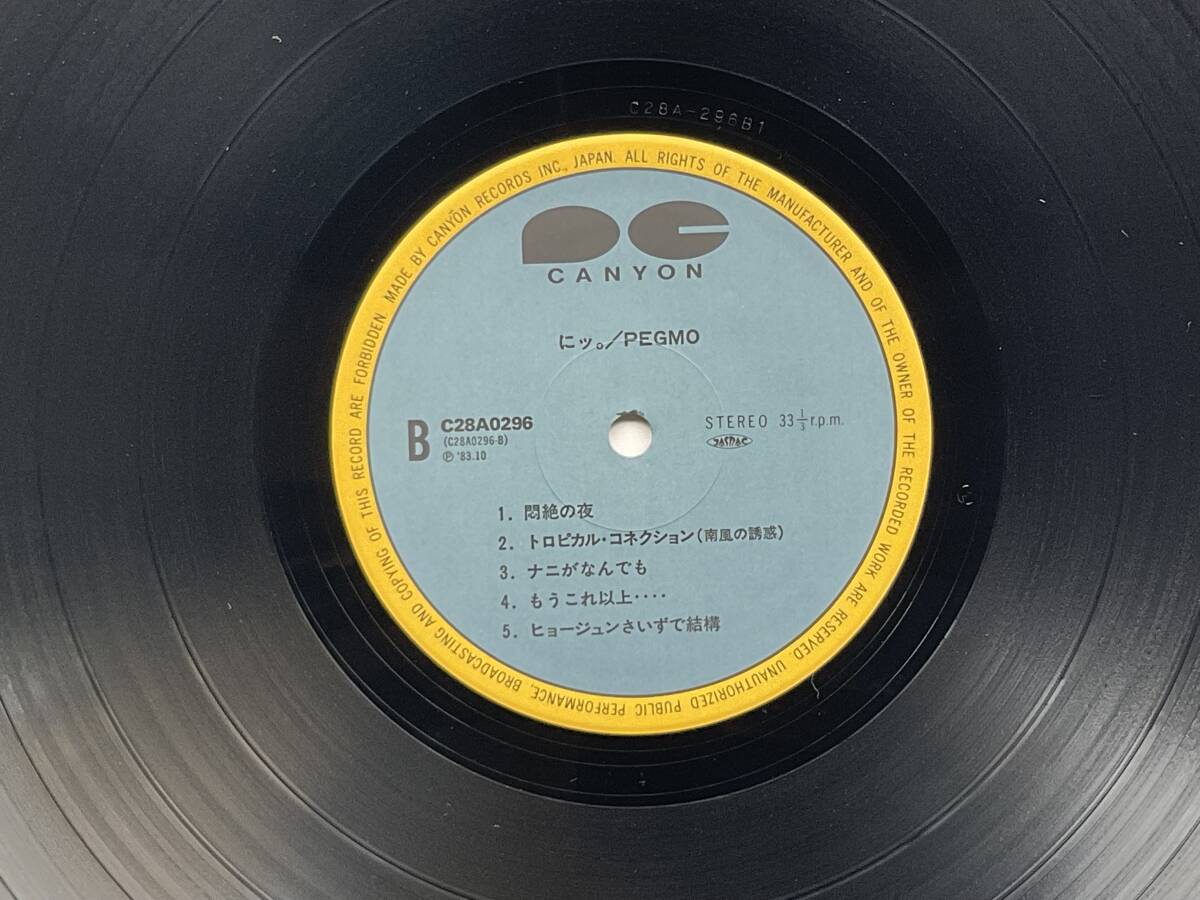 C28A-296B1
MADE BY CANYON RECORDS INC., JAPAN. ALL RIGHTS OF THE MANUFACTURER AND OF THE OWNER OF THE RECORDED WORK ARE RESERVED. UNAUTHORIZED PUBLIC PERFORMANCE, BROADCASTING AND COPYING OF THIS RECORD ARE FORBIDDEN.
PC
CANYON
にッ。/PEGMO
B C28A0296
(C28A0296-B)
℗ '83.10
STEREO 33 1/3 r.p.m.
JASRAC
1. 悶絶の夜
2. トロピカル・コネクション(南風の誘惑)
3. ナニがなんでも
4. もうこれ以上‥‥
5. ヒョージュンさいずで結構